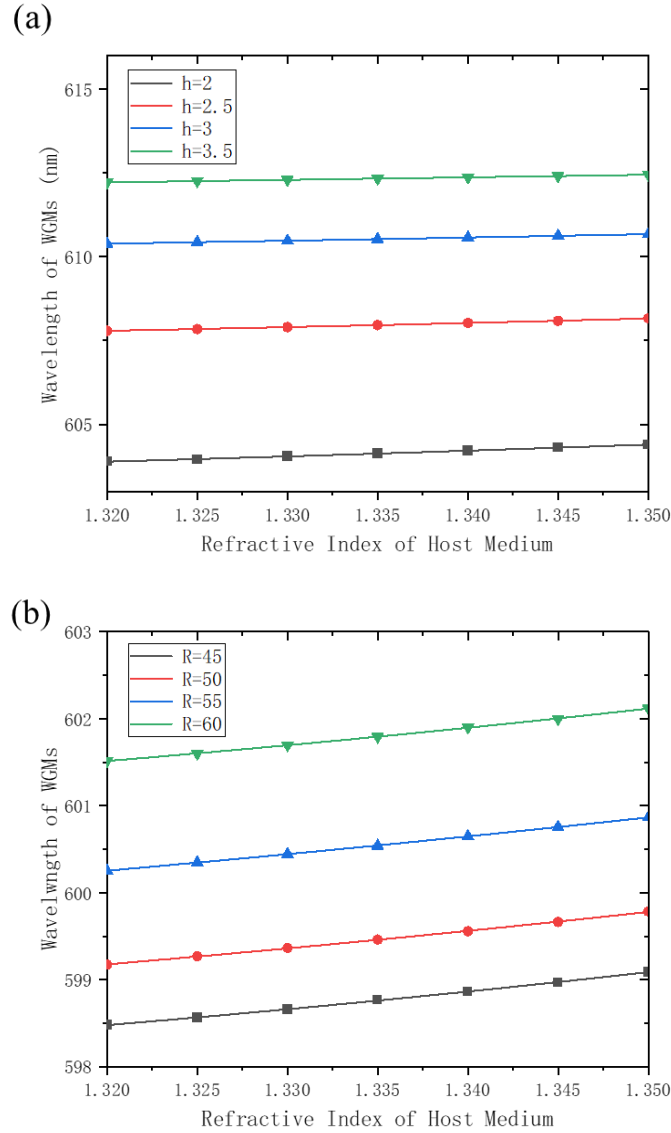 (a)
h=2
h=2.5
h=3
h=3.5
615
610
605
Wavelength of WGMs (nm)
1.320 1.325 1.330 1.335 1.340 1.345 1.350
Refractive Index of Host Medium
(b)
R=45
R=50
R=55
R=60
603
602
601
600
599
598
Wavelwngth of WGMs
1.320 1.325 1.330 1.335 1.340 1.345 1.350
Refractive Index of Host Medium